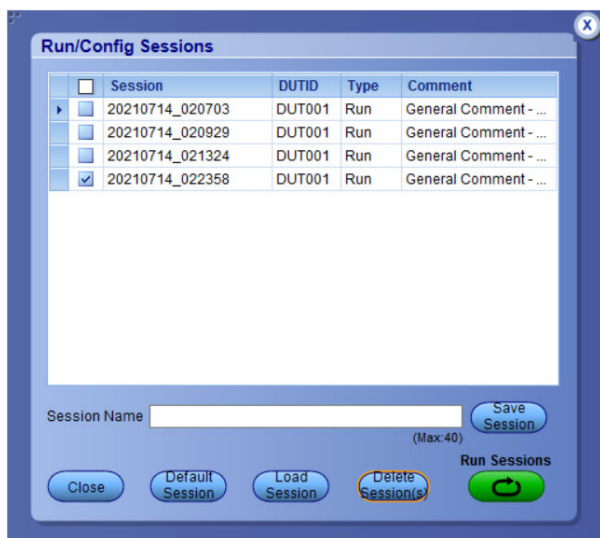 X
Run/Config Sessions
Session DUTID Type Comment
20210714_020703 DUT001 Run General Comment - ...
20210714_020929 DUT001 Run General Comment - ...
20210714_021324 DUT001 Run General Comment - ...
20210714_022358 DUT001 Run General Comment - ...
Session Name
Save
Session
(Max:40)
Run Sessions
Close
Default
Session
Load
Session
Delete
Session(s)